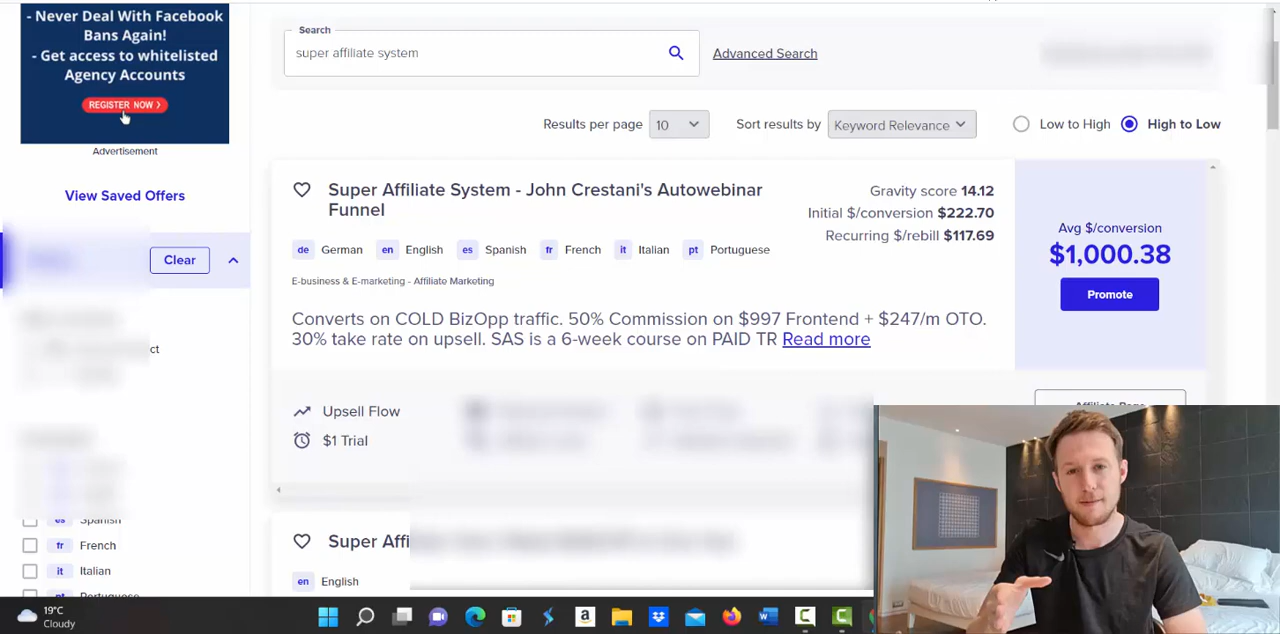 - Never Deal With Facebook
Bans Again!
- Get access to whitelisted
Agency Accounts
REGISTER NOW >
Advertisement
View Saved Offers
Clear
ct
Spanish
fr French
it Italian
Portuguese
Search
super affiliate system
Advanced Search
Results per page 10
Sort results by Keyword Relevance
Low to High
High to Low
Super Affiliate System - John Crestani's Autowebinar
Funnel
Gravity score 14.12
Initial $/conversion $222.70
Recurring $/rebill $117.69
de German en English es Spanish fr French it Italian pt Portuguese
E-business & E-marketing - Affiliate Marketing
Converts on COLD BizOpp traffic. 50% Commission on $997 Frontend + $247/m OTO.
30% take rate on upsell. SAS is a 6-week course on PAID TR Read more
Avg $/conversion
$1,000.38
Promote
Upsell Flow
$1 Trial
Super Affi
en English
19°C
Cloudy